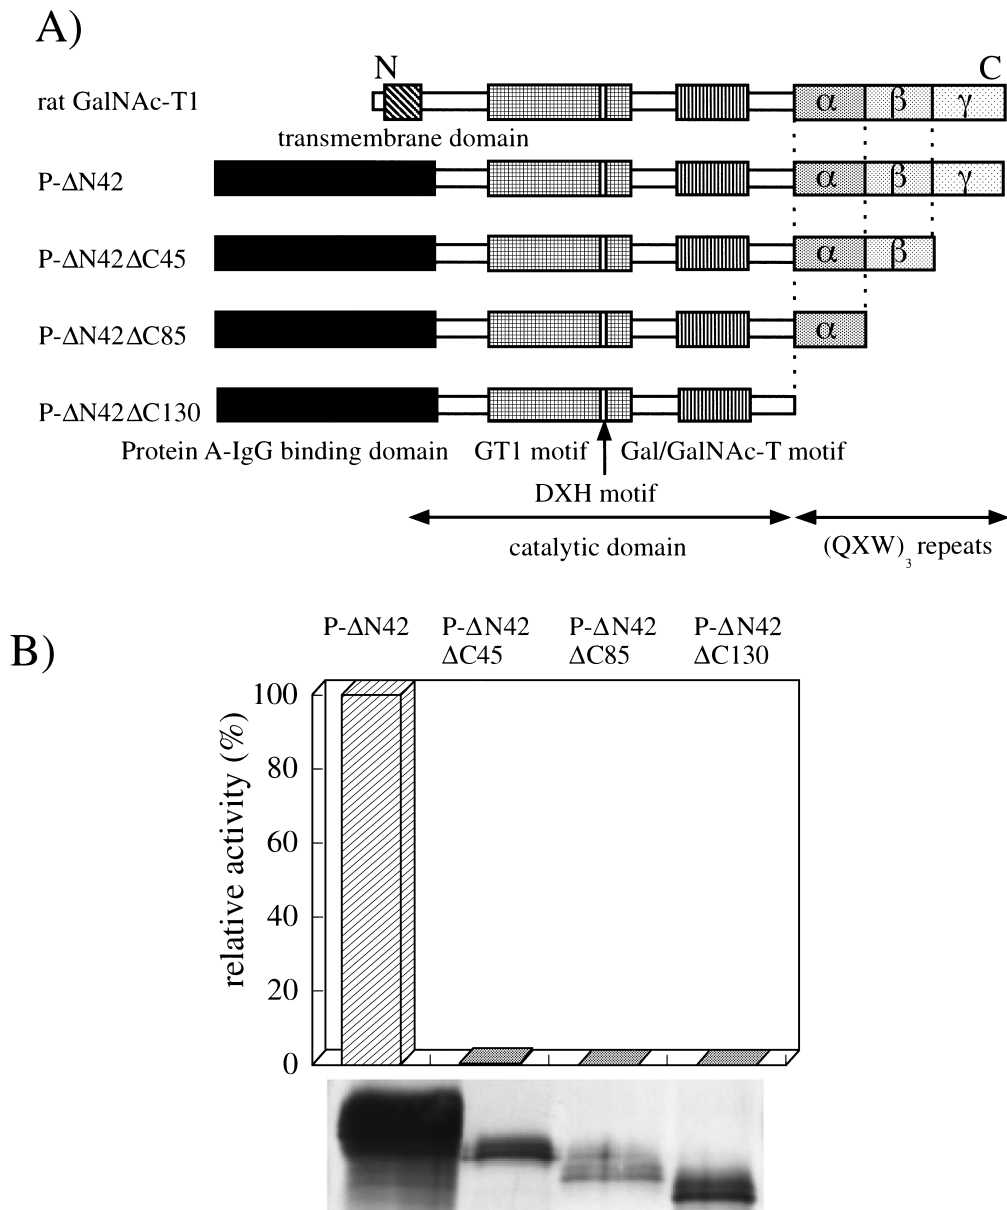 A)
N
C
rat GalNAc-T1
α β γ
transmembrane domain
P-ΔN42
α β γ
P-ΔN42ΔC45
α β
P-ΔN42ΔC85
α
P-ΔN42ΔC130
Protein A-IgG binding domain
GT1 motif
Gal/GalNAc-T motif
DXH motif
catalytic domain
(QXW)₃ repeats
B)
P-ΔN42
P-ΔN42
ΔC45
P-ΔN42
ΔC85
P-ΔN42
ΔC130
relative activity (%)
100
80
60
40
20
0